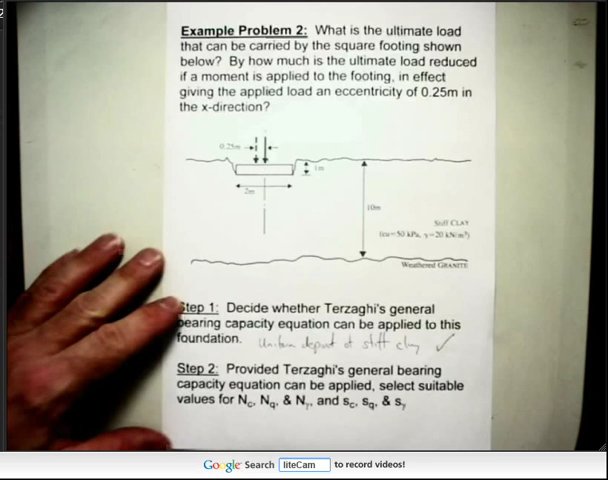 Example Problem 2: What is the ultimate load
that can be carried by the square footing shown
below? By how much is the ultimate load reduced
if a moment is applied to the footing, in effect
giving the applied load an eccentricity of 0.25m in
the x-direction?
0.25m
1m
2m
10m
Stiff CLAY
(cu=50 kPa, γ=20 kN/m³)
Weathered GRANITE
Step 1: Decide whether Terzaghi's general
bearing capacity equation can be applied to this
foundation. Uniform deposit of stiff clay ✓
Step 2: Provided Terzaghi's general bearing
capacity equation can be applied, select suitable
values for Nc, Nq, & Nγ, and sc, sq, & sγ
Google Search liteCam to record videos!